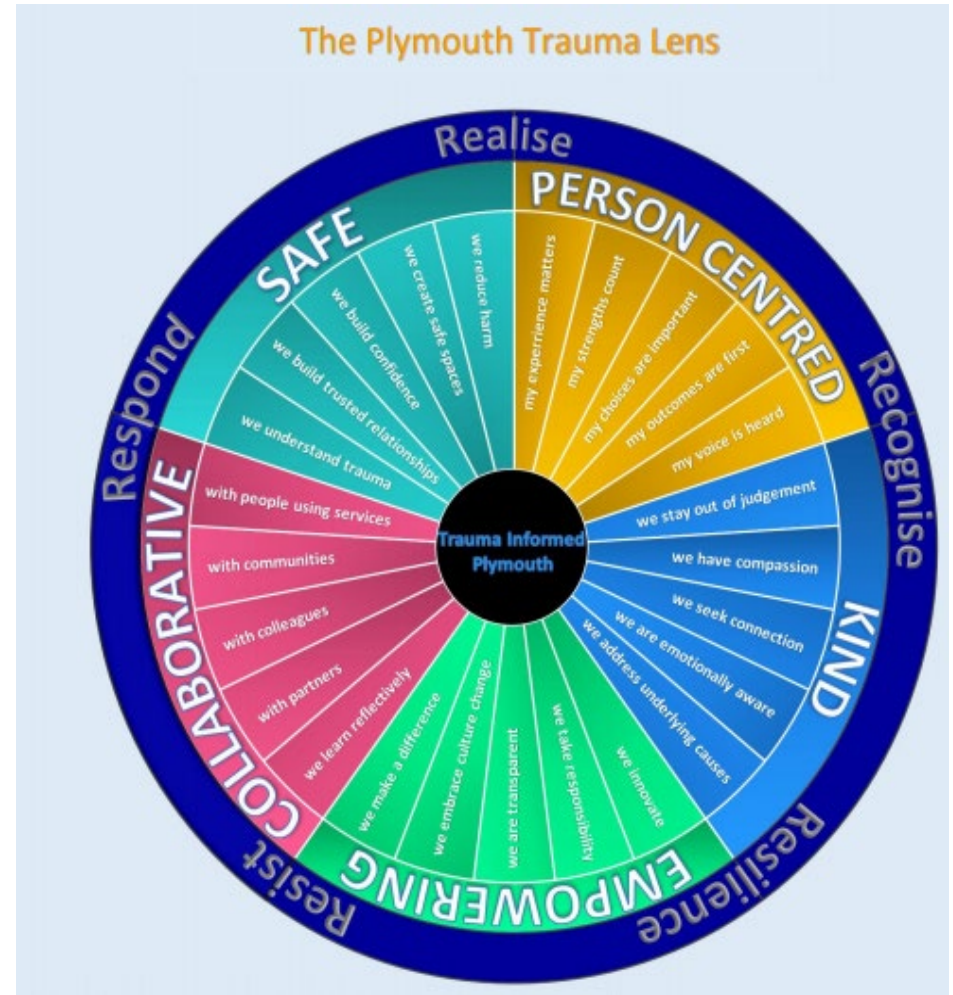 The Plymouth Trauma Lens
Realise
Recognise
Resilience
Resist
Respond
PERSON CENTRED
my experrience matters
my strengths count
my choices are important
my outcomes are first
my voice is heard
KIND
we stay out of judgement
we have compassion
we seek connection
we are emotionally aware
we address underlying causes
EMPOWERING
we innovate
we take responsibility
we are transparent
we embrace culture change
we make a difference
COLLABORATIVE
we learn reflectively
with partners
with colleagues
with communities
with people using services
SAFE
we understand trauma
we build trusted relationships
we build confidence
we create safe spaces
we reduce harm
Trauma Informed
Plymouth